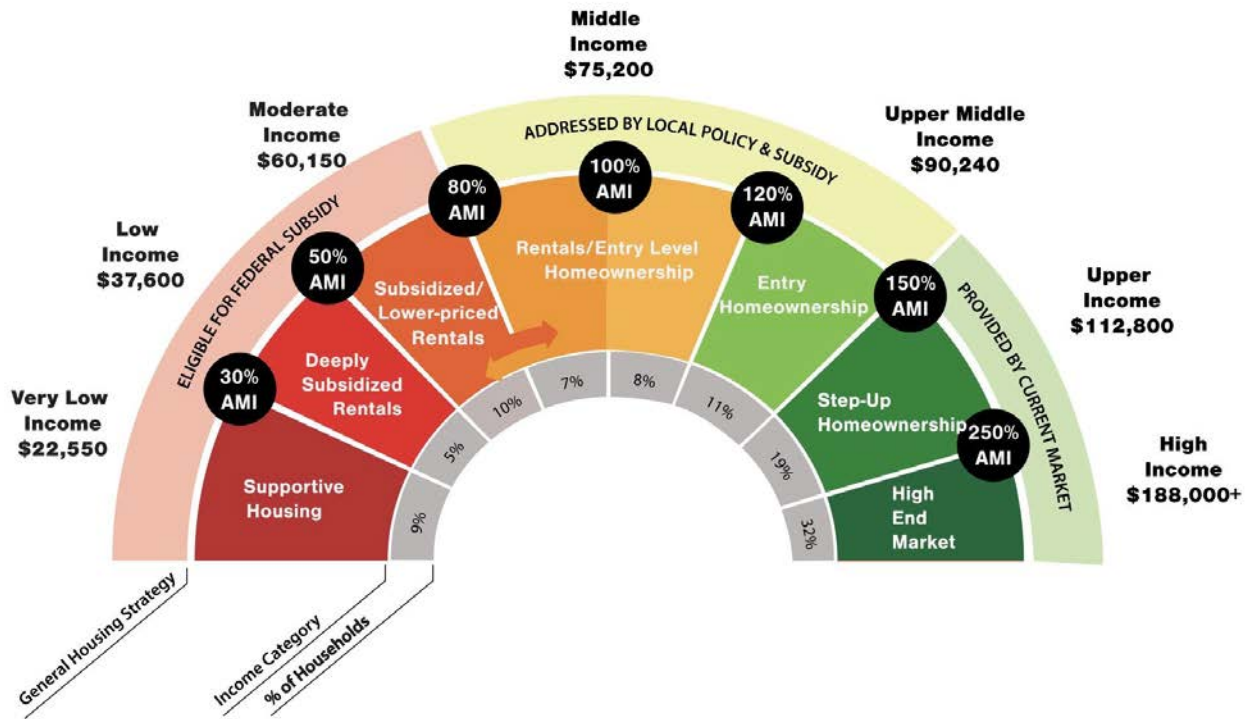 Middle
Income
$75,200
Moderate
Income
$60,150
Upper Middle
Income
$90,240
Low
Income
$37,600
Upper
Income
$112,800
Very Low
Income
$22,550
High
Income
$188,000+
ELIGIBLE FOR FEDERAL SUBSIDY
ADDRESSED BY LOCAL POLICY & SUBSIDY
PROVIDED BY CURRENT MARKET
30%
AMI
50%
AMI
80%
AMI
100%
AMI
120%
AMI
150%
AMI
250%
AMI
Supportive
Housing
Deeply
Subsidized
Rentals
Subsidized/
Lower-priced
Rentals
Rentals/Entry Level
Homeownership
Entry
Homeownership
Step-Up
Homeownership
High
End
Market
9%
5%
10%
7%
8%
11%
19%
32%
General Housing Strategy
Income Category
% of Households